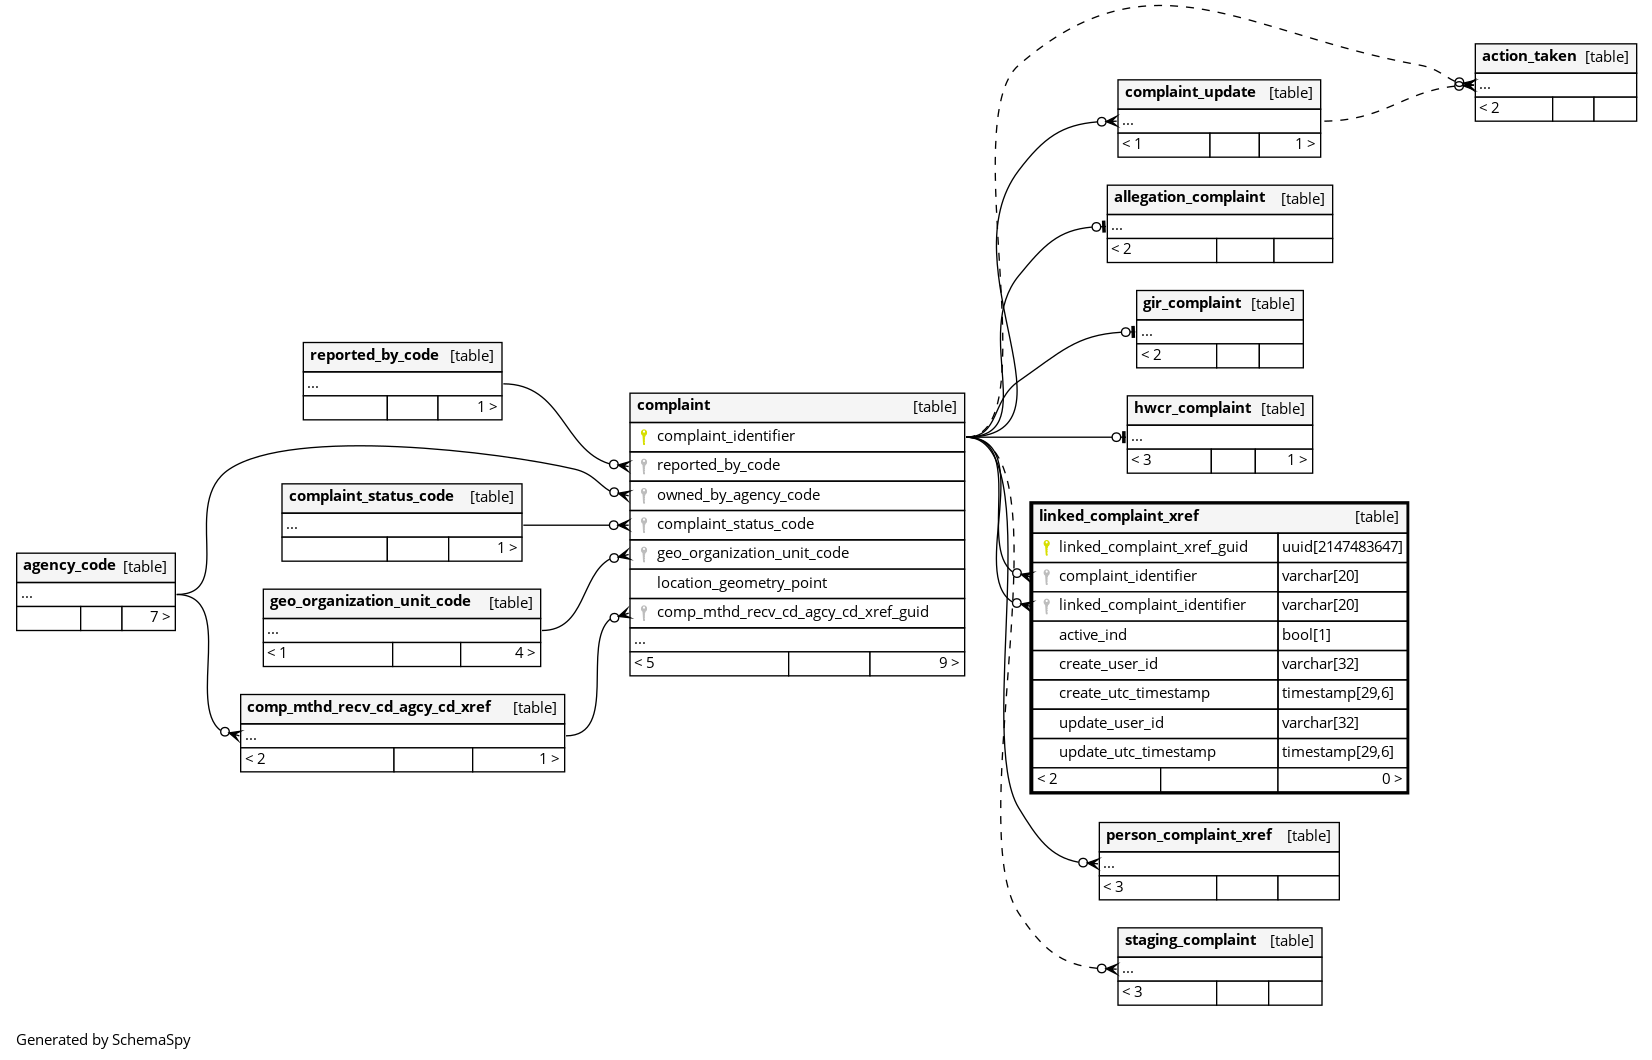 action_taken [table]
...
< 2
complaint_update [table]
...
< 1 1 >
allegation_complaint [table]
...
< 2
gir_complaint [table]
...
< 2
reported_by_code [table]
...
1 >
complaint [table]
complaint_identifier
reported_by_code
owned_by_agency_code
complaint_status_code
geo_organization_unit_code
location_geometry_point
comp_mthd_recv_cd_agcy_cd_xref_guid
...
< 5 9 >
hwcr_complaint [table]
...
< 3 1 >
complaint_status_code [table]
...
1 >
agency_code [table]
...
7 >
geo_organization_unit_code [table]
...
< 1 4 >
comp_mthd_recv_cd_agcy_cd_xref [table]
...
< 2 1 >
linked_complaint_xref [table]
linked_complaint_xref_guid uuid[2147483647]
complaint_identifier varchar[20]
linked_complaint_identifier varchar[20]
active_ind bool[1]
create_user_id varchar[32]
create_utc_timestamp timestamp[29,6]
update_user_id varchar[32]
update_utc_timestamp timestamp[29,6]
< 2 0 >
person_complaint_xref [table]
...
< 3
staging_complaint [table]
...
< 3
Generated by SchemaSpy